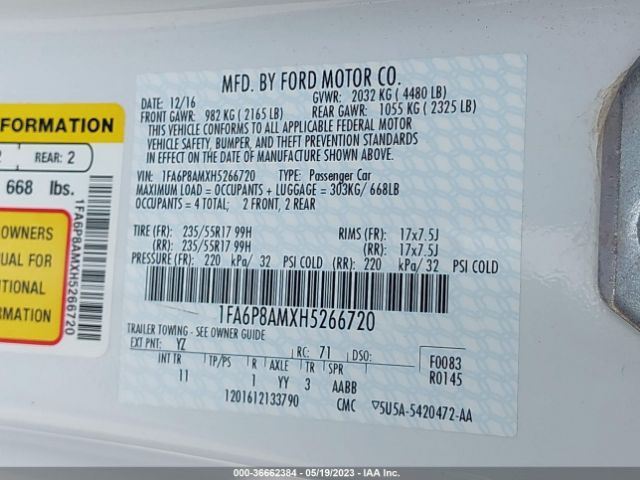 MFD. BY FORD MOTOR CO.
DATE: 12/16 GVWR: 2032 KG ( 4480 LB)
FRONT GAWR: 982 KG ( 2165 LB) REAR GAWR: 1055 KG ( 2325 LB)
THIS VEHICLE CONFORMS TO ALL APPLICABLE FEDERAL MOTOR
VEHICLE SAFETY, BUMPER, AND THEFT PREVENTION STANDARDS
IN EFFECT ON THE DATE OF MANUFACTURE SHOWN ABOVE.
VIN: 1FA6P8AMXH5266720 TYPE: Passenger Car
MAXIMUM LOAD = OCCUPANTS + LUGGAGE = 303KG/ 668LB
OCCUPANTS = 4 TOTAL; 2 FRONT, 2 REAR
TIRE (FR): 235/55R17 99H RIMS (FR): 17x7.5J
(RR): 235/55R17 99H (RR): 17x7.5J
PRESSURE (FR): 220 kPa/ 32 PSI COLD (RR): 220 kPa/ 32 PSI COLD
1FA6P8AMXH5266720
TRAILER TOWING - SEE OWNER GUIDE
EXT PNT: YZ RC: 71 DSO:
INT TR TP/PS R AXLE TR SPR
11 1 YY 3 AABB
F0083
R0145
1201612133790 CMC 5U5A-5420472-AA
FORMATION
2 REAR: 2
668 lbs.
1FA6P8AMXH5266720
OWNERS
UAL FOR
ITIONAL
MATION
000-36662384 - 05/19/2023 - IAA Inc.